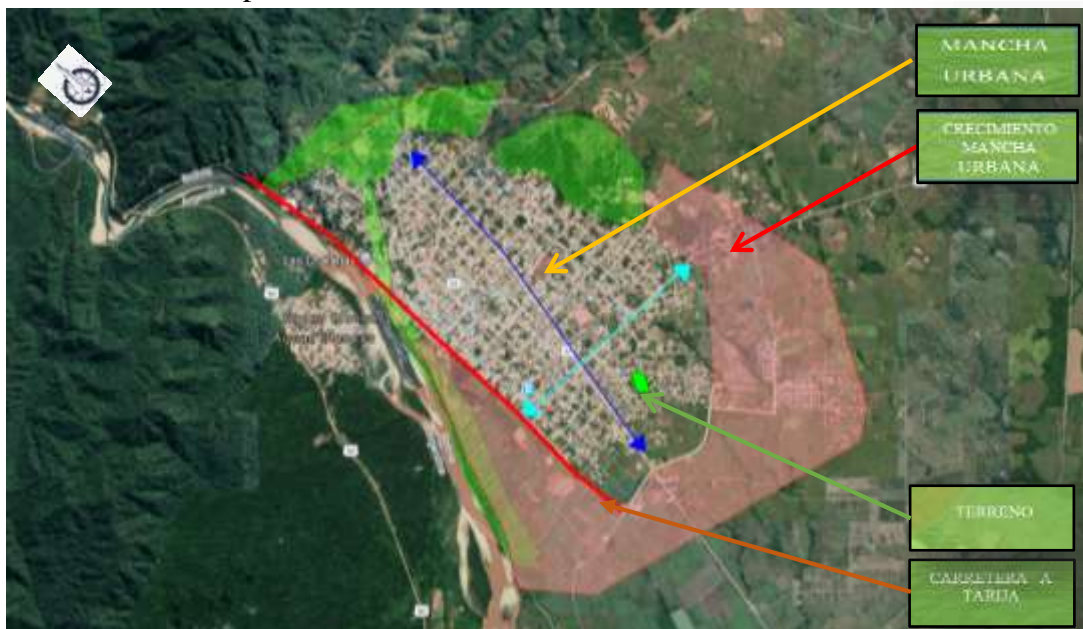 MANCHA
URBANA
CRECIMIENTO
MANCHA
URBANA
TERRENO
CARRETERA A
TARIJA